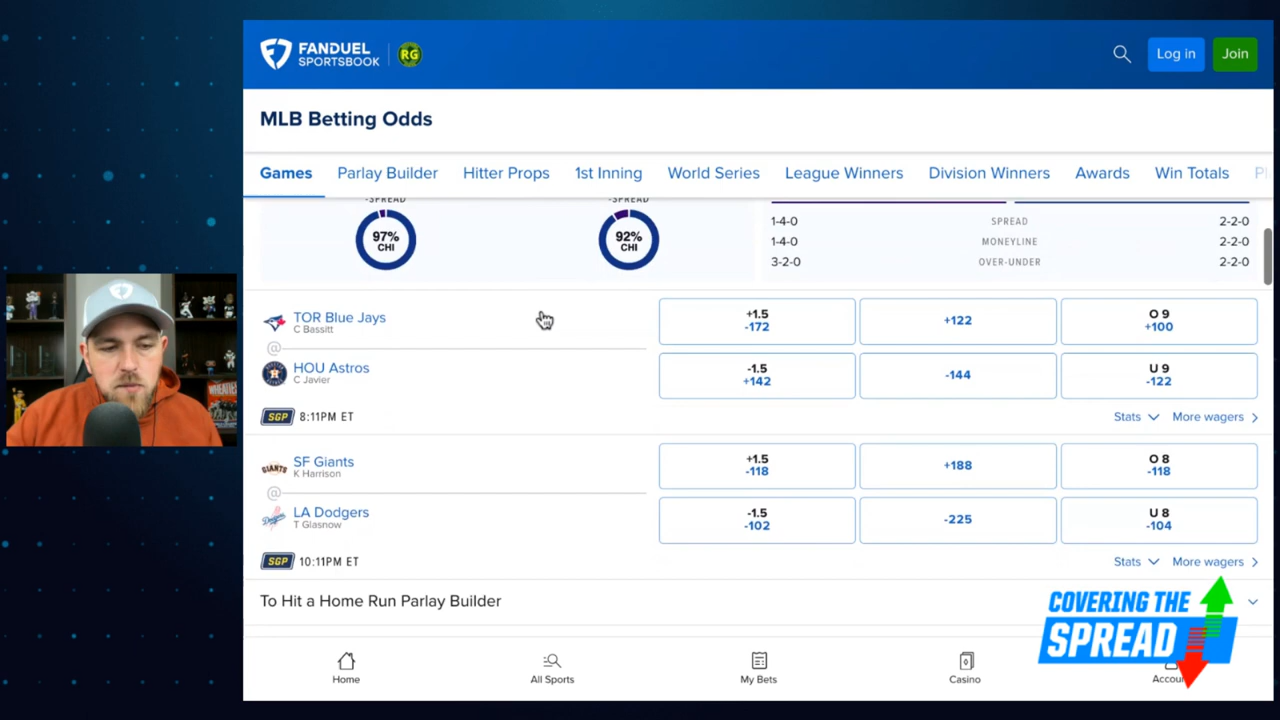 FANDUEL
SPORTSBOOK
RG
Log in
Join
MLB Betting Odds
Games Parlay Builder Hitter Props 1st Inning World Series League Winners Division Winners Awards Win Totals
-SPREAD -SPREAD
97%
CHI
92%
CHI
1-4-0 SPREAD 2-2-0
1-4-0 MONEYLINE 2-2-0
3-2-0 OVER-UNDER 2-2-0
TOR Blue Jays
C Bassitt
+1.5
-172
+122
O 9
+100
@
HOU Astros
C Javier
-1.5
+142
-144
U 9
-122
SGP 8:11PM ET
Stats More wagers
SF Giants
K Harrison
GIANTS
+1.5
-118
+188
O 8
-118
@
LA Dodgers
T Glasnow
Dodgers
-1.5
-102
-225
U 8
-104
SGP 10:11PM ET
Stats More wagers
To Hit a Home Run Parlay Builder
COVERING THE
SPREAD
Home All Sports My Bets Casino
WHEATIES